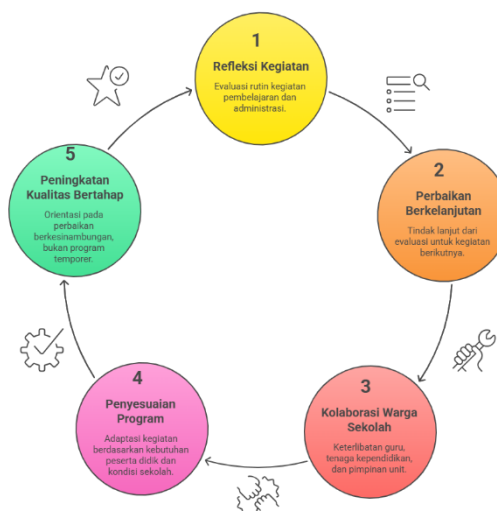 1
Refleksi Kegiatan
Evaluasi rutin kegiatan
pembelajaran dan
administrasi.
2
Perbaikan
Berkelanjutan
Tindak lanjut dari
evaluasi untuk kegiatan
berikutnya.
3
Kolaborasi Warga
Sekolah
Keterlibatan guru,
tenaga kependidikan,
dan pimpinan unit.
4
Penyesuaian
Program
Adaptasi kegiatan
berdasarkan kebutuhan
peserta didik dan
kondisi sekolah.
5
Peningkatan
Kualitas Bertahap
Orientasi pada
perbaikan
berkesinambungan,
bukan program
temporer.